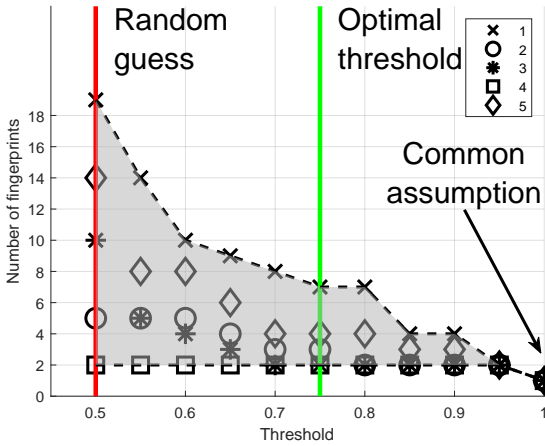 Random
guess
Optimal
threshold
1
2
3
4
5
Common
assumption
Number of fingerprints
18
16
14
12
10
8
6
4
2
0
0.5
0.6
0.7
0.8
0.9
1
Threshold